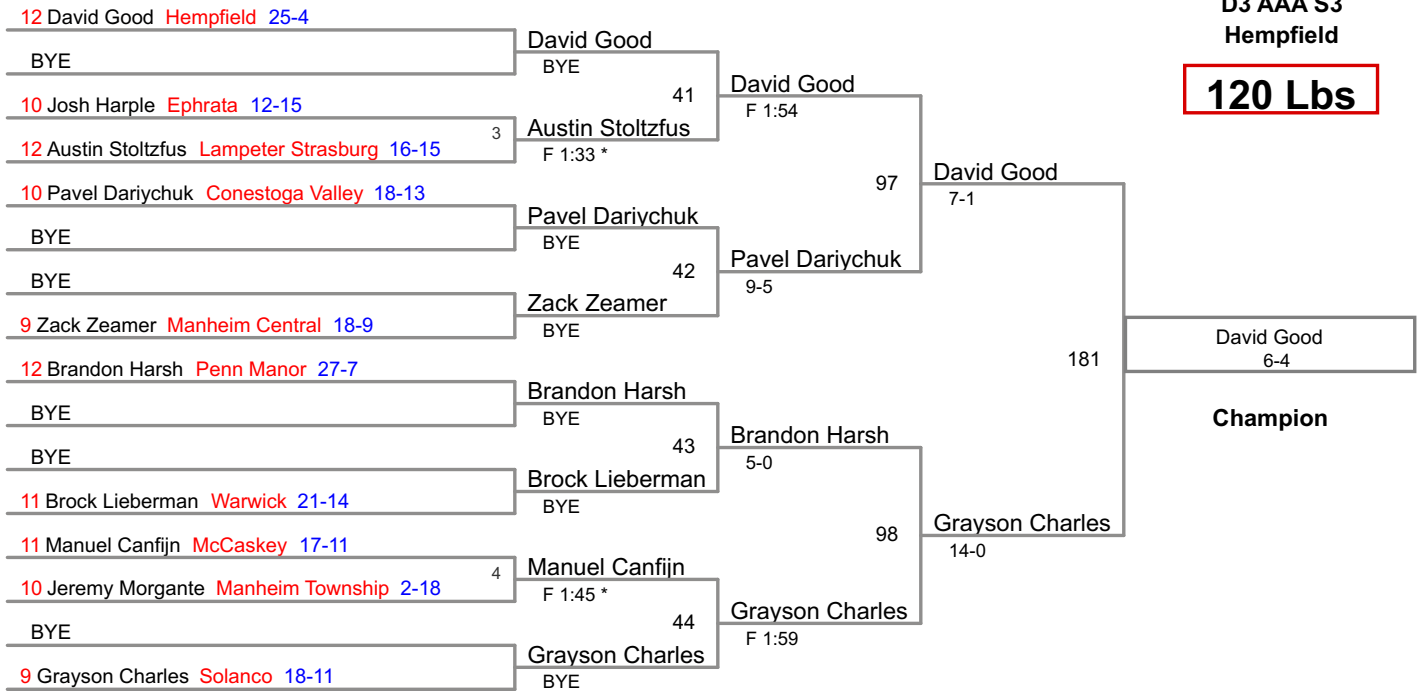 D3 AAA S3
Hempfield
120 Lbs
12 David Good Hempfield 25-4
BYE
10 Josh Harple Ephrata 12-15
12 Austin Stoltzfus Lampeter Strasburg 16-15
10 Pavel Dariychuk Conestoga Valley 18-13
BYE
BYE
9 Zack Zeamer Manheim Central 18-9
12 Brandon Harsh Penn Manor 27-7
BYE
BYE
11 Brock Lieberman Warwick 21-14
11 Manuel Canfijn McCaskey 17-11
10 Jeremy Morgante Manheim Township 2-18
BYE
9 Grayson Charles Solanco 18-11
David Good
BYE
3
Austin Stoltzfus
F 1:33 *
Pavel Dariychuk
BYE
Zack Zeamer
BYE
Brandon Harsh
BYE
Brock Lieberman
BYE
4
Manuel Canfijn
F 1:45 *
Grayson Charles
BYE
41
David Good
F 1:54
42
Pavel Dariychuk
9-5
43
Brandon Harsh
5-0
44
Grayson Charles
F 1:59
97
David Good
7-1
98
Grayson Charles
14-0
181
David Good
6-4
Champion